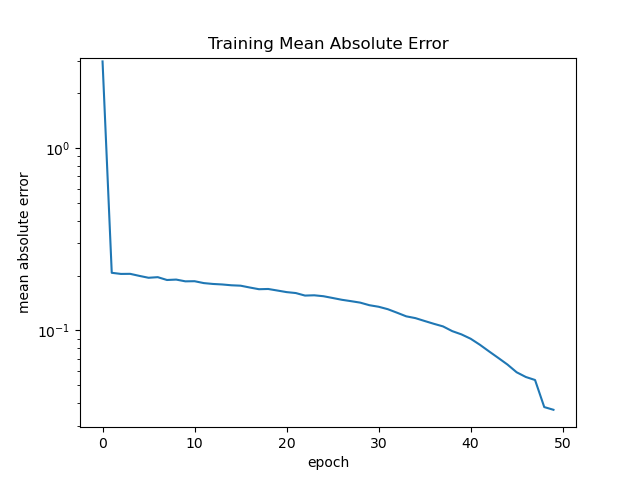 Training Mean Absolute Error
mean absolute error
10⁰
10⁻¹
0 10 20 30 40 50
epoch